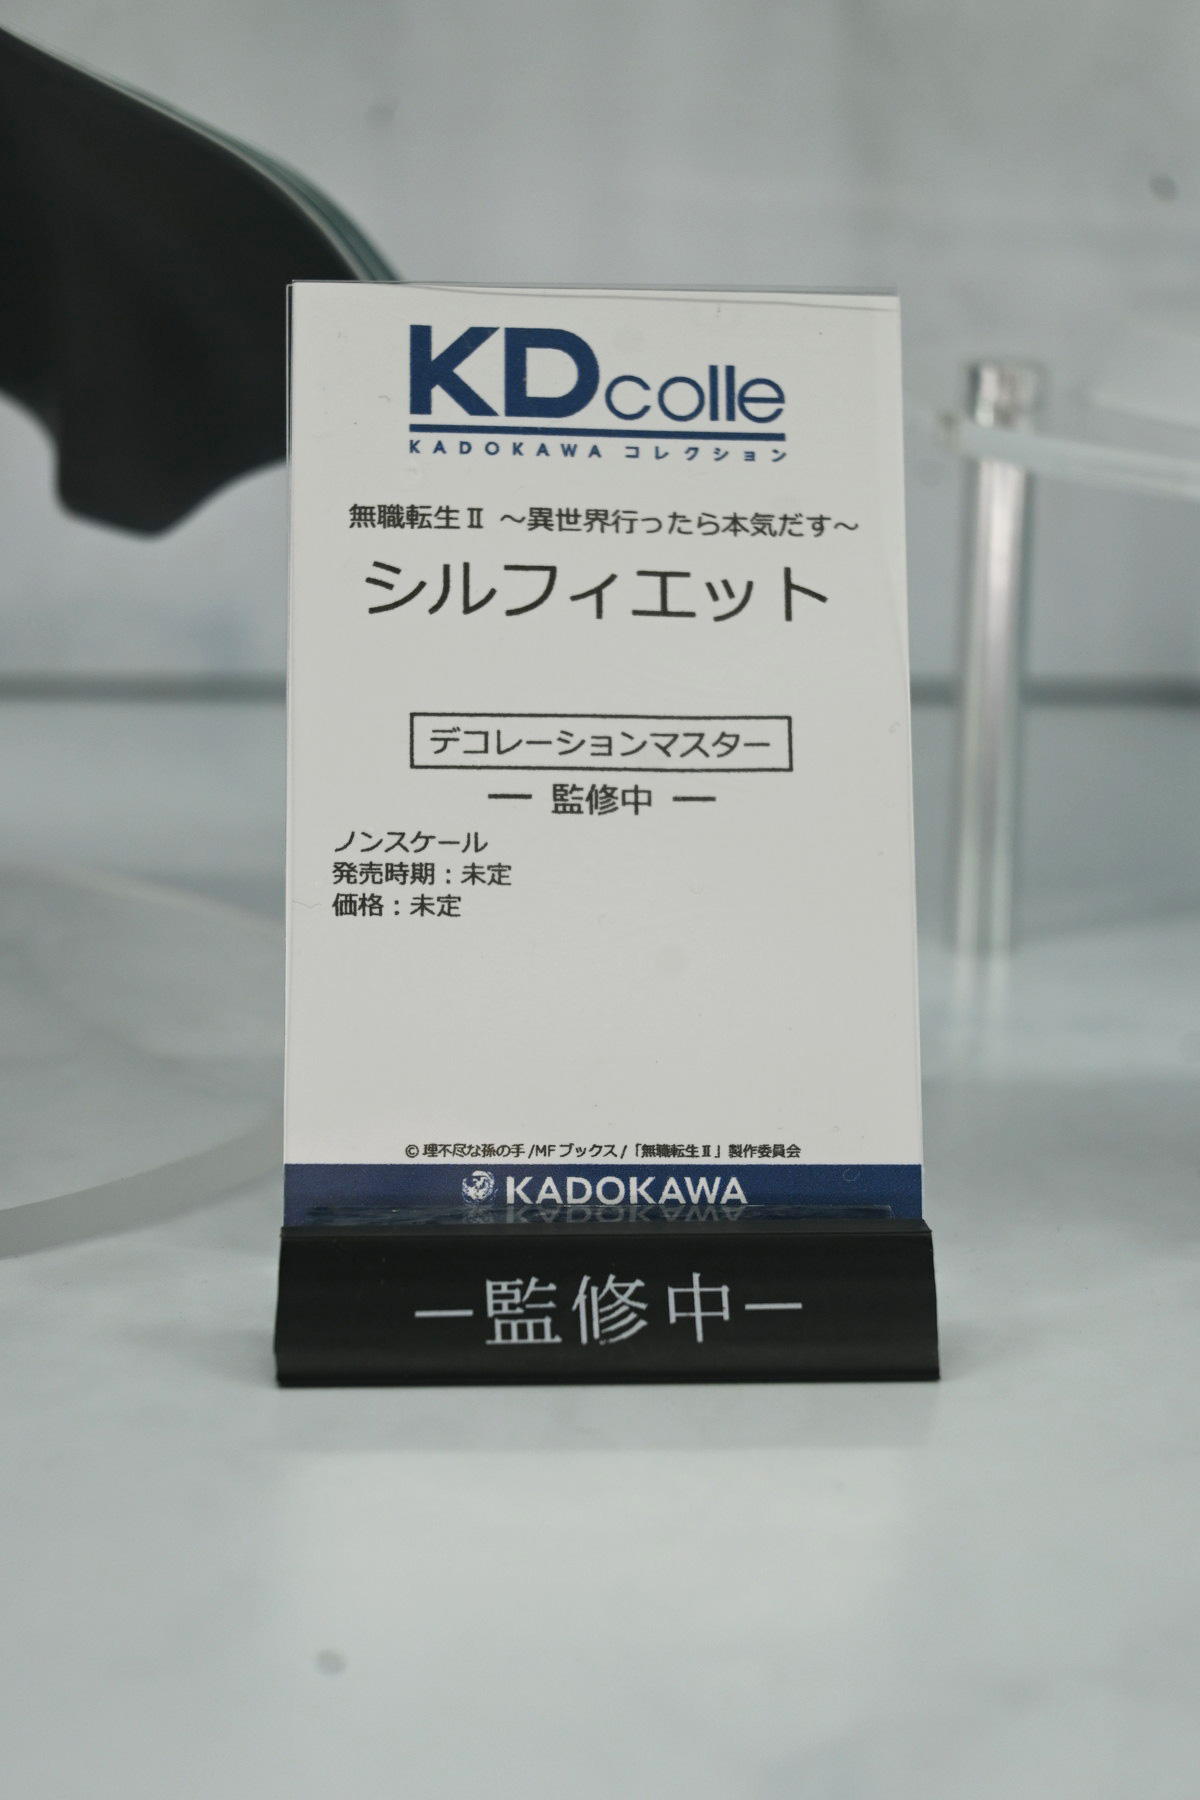 KDcolle
KADOKAWA コレクション
無職転生Ⅱ ～異世界行ったら本気だす～
シルフィエット
デコレーションマスター
― 監修中 ―
ノンスケール
発売時期：未定
価格：未定
© 理不尽な孫の手/MFブックス/「無職転生Ⅱ」製作委員会
KADOKAWA
―監修中―